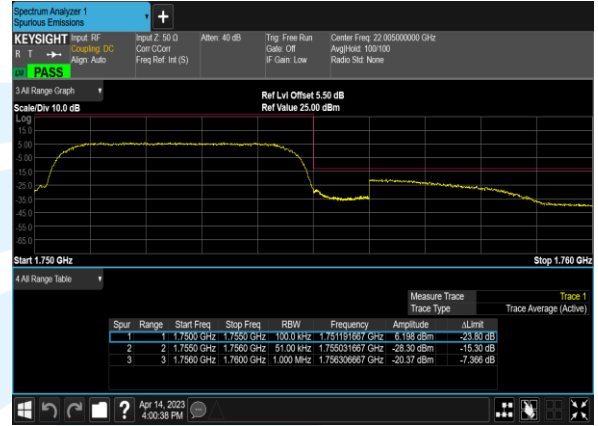 Spectrum Analyzer 1
Spurious Emissions
+
KEYSIGHT Input: RF Input Z: 50 Ω Atten: 40 dB Trig: Free Run Center Freq: 22.005000000 GHz
R T Coupling: DC Corr CCorr Gate: Off Avg|Hold: 100/100
Align: Auto Freq Ref: Int (S) IF Gain: Low Radio Std: None
PASS
3 All Range Graph
Ref Lvl Offset 5.50 dB
Scale/Div 10.0 dB Ref Value 25.00 dBm
Log
15.0
5.00
-5.00
-15.0
-25.0
-35.0
-45.0
-55.0
-65.0
Start 1.750 GHz Stop 1.760 GHz
4 All Range Table
Measure Trace Trace 1
Trace Type Trace Average (Active)
Spur Range Start Freq Stop Freq RBW Frequency Amplitude ΔLimit
1 1 1.7500 GHz 1.7550 GHz 100.0 kHz 1.751191667 GHz 6.198 dBm -23.80 dB
2 2 1.7550 GHz 1.7560 GHz 51.00 kHz 1.755031667 GHz -28.30 dBm -15.30 dB
3 3 1.7560 GHz 1.7600 GHz 1.000 MHz 1.756306667 GHz -20.37 dBm -7.366 dB
? Apr 14, 2023
4:00:38 PM